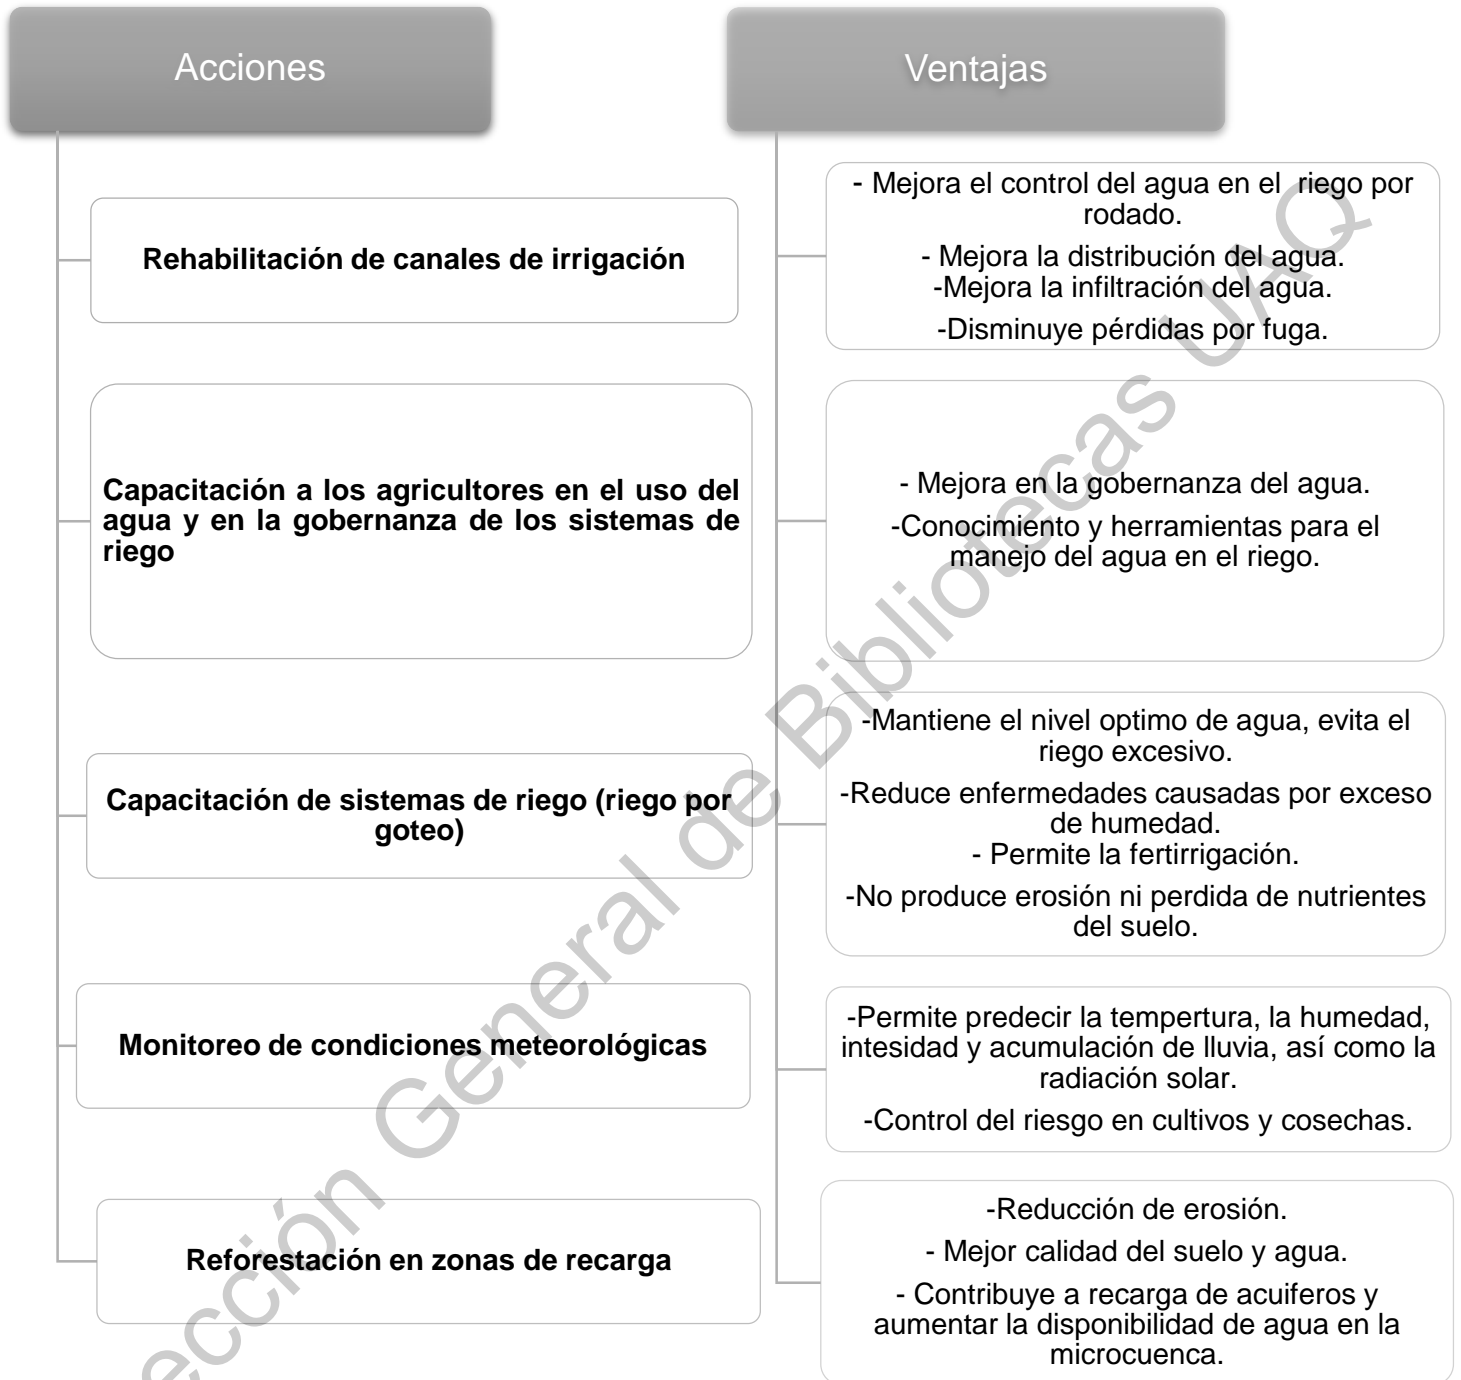 Acciones
Ventajas
Rehabilitación de canales de irrigación
- Mejora el control del agua en el  riego por
rodado.
- Mejora la distribución del agua.
-Mejora la infiltración del agua.
-Disminuye pérdidas por fuga.
Capacitación a los agricultores en el uso del
agua y en la gobernanza de los sistemas de
riego
- Mejora en la gobernanza del agua.
-Conocimiento y herramientas para el
manejo del agua en el riego.
Capacitación de sistemas de riego (riego por
goteo)
-Mantiene el nivel optimo de agua, evita el
riego excesivo.
-Reduce enfermedades causadas por exceso
de humedad.
- Permite la fertirrigación.
-No produce erosión ni perdida de nutrientes
del suelo.
Monitoreo de condiciones meteorológicas
-Permite predecir la tempertura, la humedad,
intesidad y acumulación de lluvia, así como la
radiación solar.
-Control del riesgo en cultivos y cosechas.
Reforestación en zonas de recarga
-Reducción de erosión.
- Mejor calidad del suelo y agua.
- Contribuye a recarga de acuiferos y
aumentar la disponibilidad de agua en la
microcuenca.
ección General de Bibliotecas UAQ